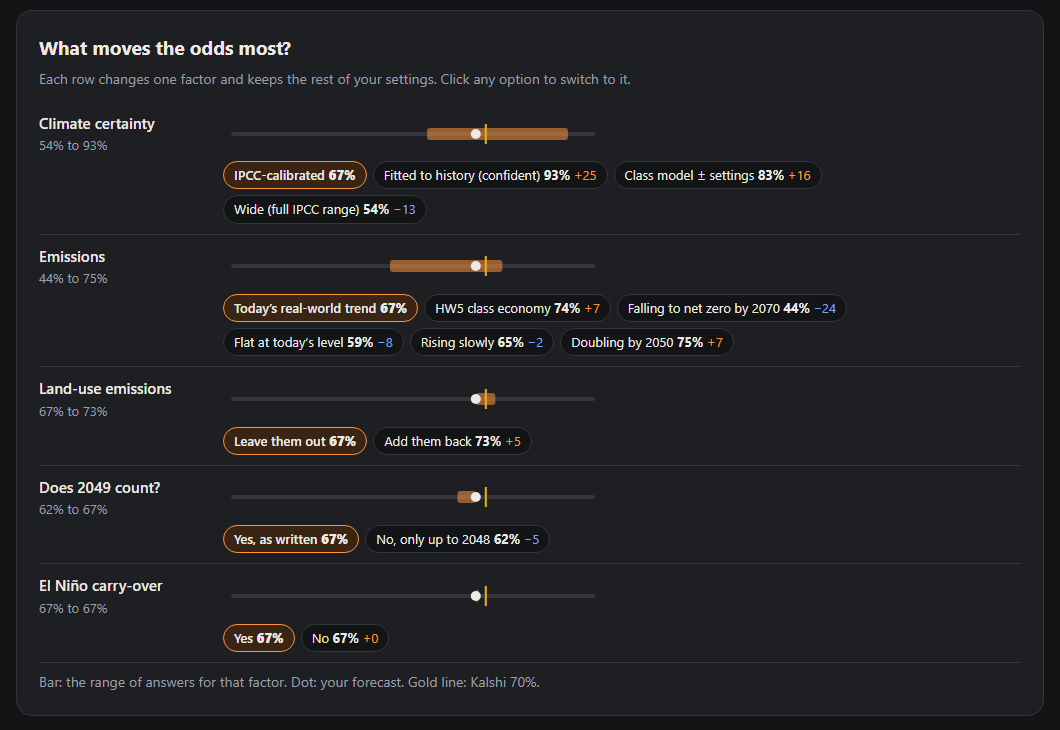 What moves the odds most?
Each row changes one factor and keeps the rest of your settings. Click any option to switch to it.
Climate certainty
54% to 93%
IPCC-calibrated 67%
Fitted to history (confident) 93% +25
Class model ± settings 83% +16
Wide (full IPCC range) 54% −13
Emissions
44% to 75%
Today's real-world trend 67%
HW5 class economy 74% +7
Falling to net zero by 2070 44% −24
Flat at today's level 59% −8
Rising slowly 65% −2
Doubling by 2050 75% +7
Land-use emissions
67% to 73%
Leave them out 67%
Add them back 73% +5
Does 2049 count?
62% to 67%
Yes, as written 67%
No, only up to 2048 62% −5
El Niño carry-over
67% to 67%
Yes 67%
No 67% +0
Bar: the range of answers for that factor. Dot: your forecast. Gold line: Kalshi 70%.